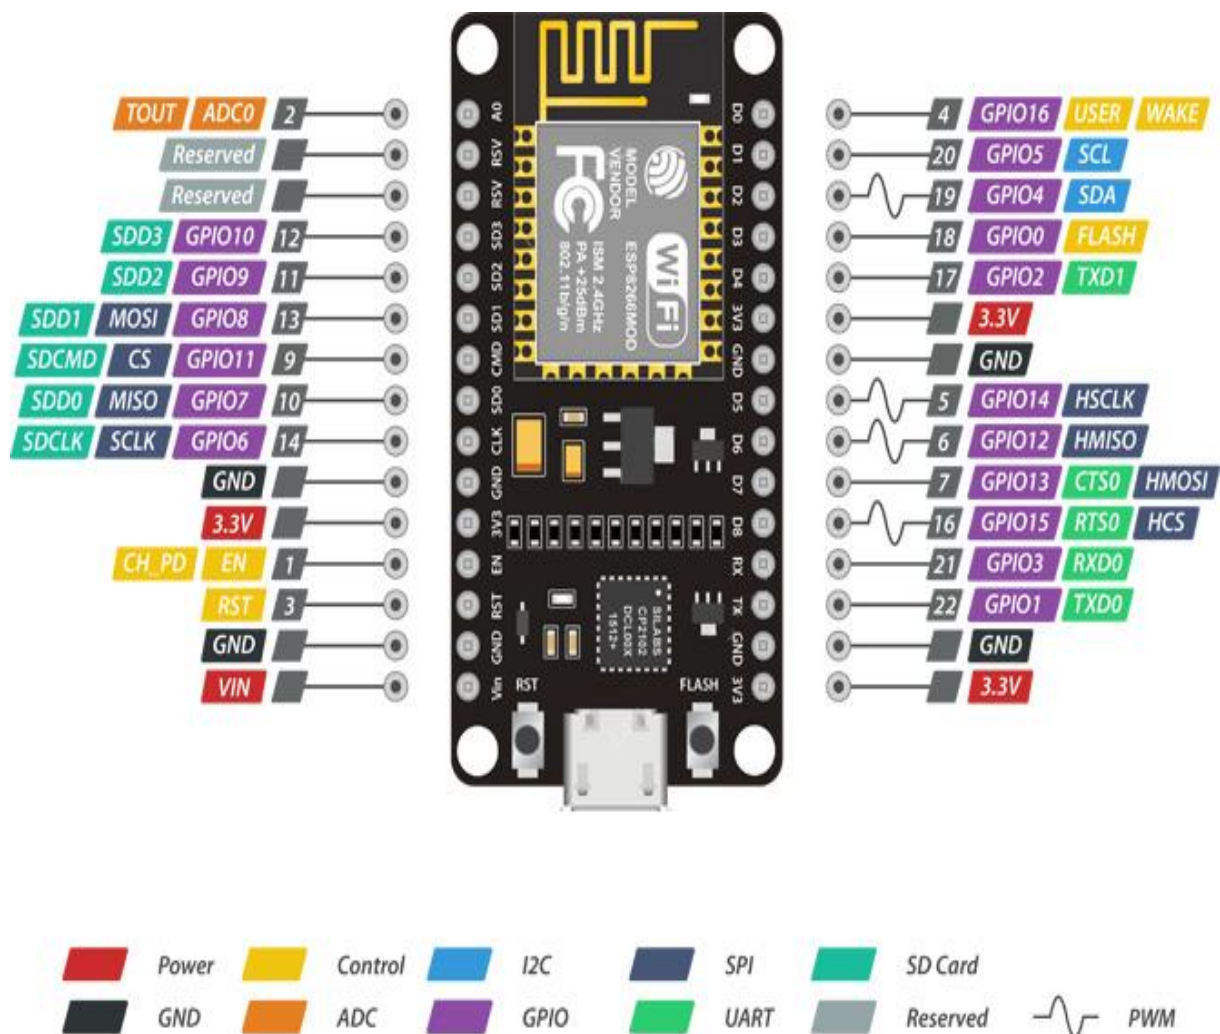 TOUT ADC0 2 A0 D0 4 GPIO16 USER WAKE
Reserved RSV D1 20 GPIO5 SCL
Reserved RSV D2 19 GPIO4 SDA
SDD3 GPIO10 12 SD3 D3 18 GPIO0 FLASH
SDD2 GPIO9 11 SD2 D4 17 GPIO2 TXD1
SDD1 MOSI GPIO8 13 SD1 3V3 3.3V
SDCMD CS GPIO11 9 CMD GND GND
SDD0 MISO GPIO7 10 SD0 D5 5 GPIO14 HSCLK
SDCLK SCLK GPIO6 14 CLK D6 6 GPIO12 HMISO
GND GND D7 7 GPIO13 CTS0 HMOSI
3.3V 3V3 D8 16 GPIO15 RTS0 HCS
CH_PD EN 1 EN RX 21 GPIO3 RXD0
RST 3 RST TX 22 GPIO1 TXD0
GND GND GND GND
VIN Vin 3V3 3.3V
MODEL
VENDOR
FC
WiFi
ESP8266MOD
ISM 2.4GHz
PA +25dBm
802.11b/g/n
SILABS
CP2102
DCL00X
1512+
RST FLASH
Power Control I2C SPI SD Card
GND ADC GPIO UART Reserved PWM